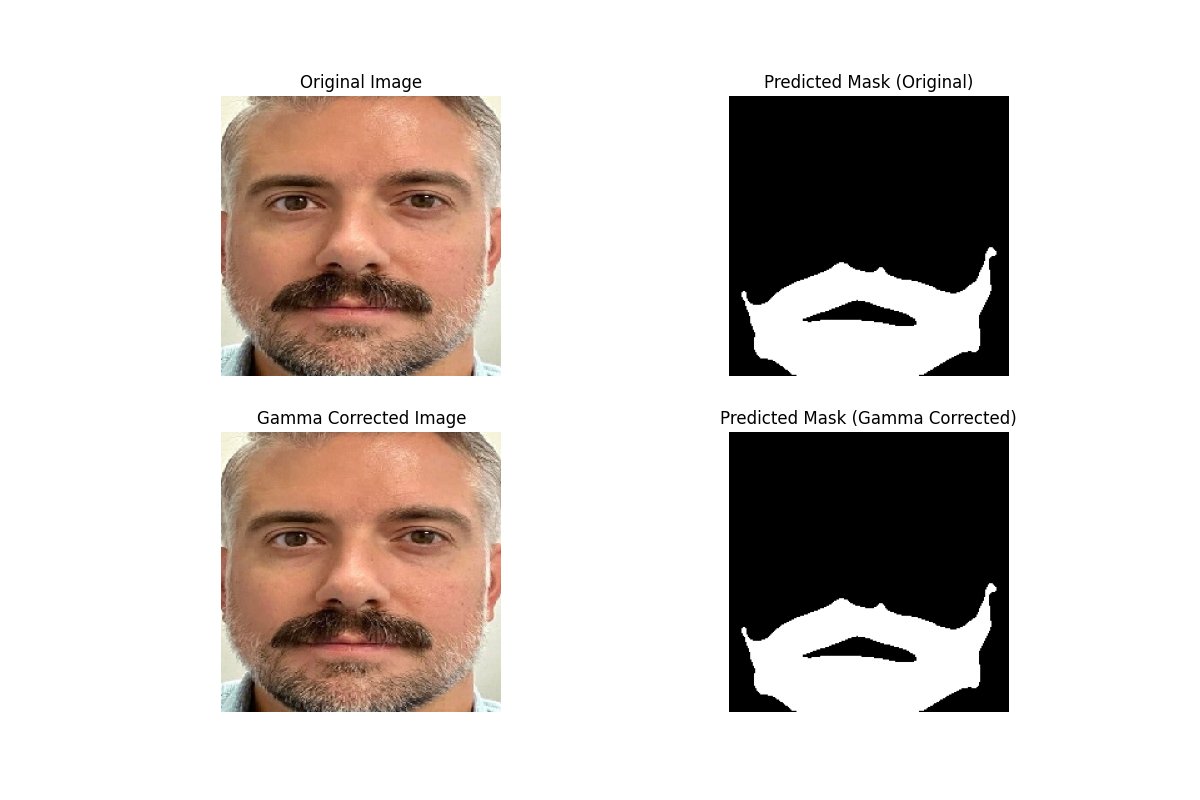 Original Image
Predicted Mask (Original)
Gamma Corrected Image
Predicted Mask (Gamma Corrected)